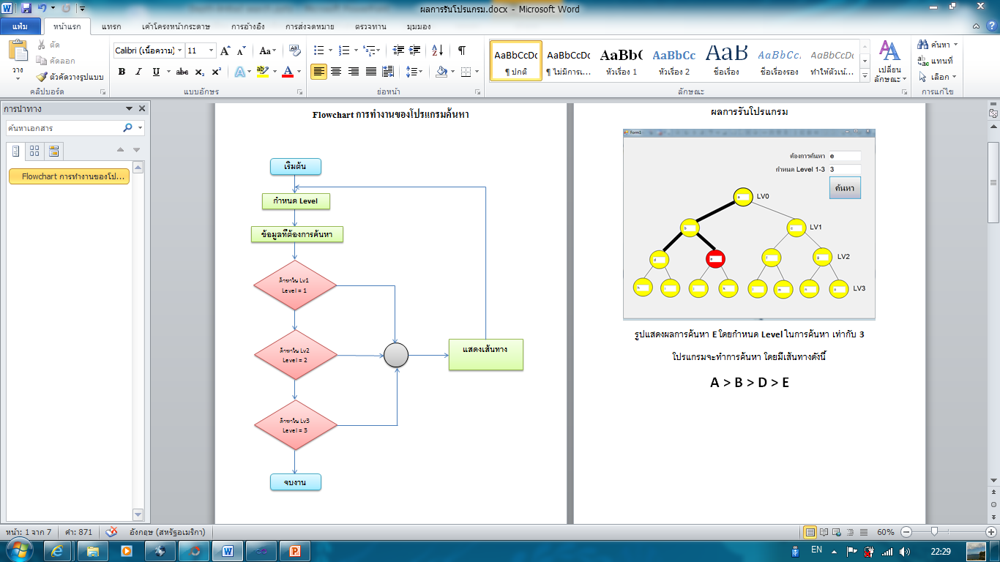 ผลการรันโปรแกรม.docx - Microsoft Word
แฟ้ม หน้าแรก แทรก เค้าโครงหน้ากระดาษ การอ้างอิง การส่งจดหมาย ตรวจทาน มุมมอง
วาง
ตัด
คัดลอก
ตัวคัดวางรูปแบบ
คลิปบอร์ด
Calibri (เนื้อความ) 11
แบบอักษร
ย่อหน้า
AaBbCcDc AaBbCcDc AaBbC AaBbCc AaB AaBbCc. AaBbCcDc
¶ ปกติ ¶ ไม่มีการเ... หัวเรื่อง 1 หัวเรื่อง 2 ชื่อเรื่อง ชื่อเรื่องรอง ทำให้ตัวเน้...
ลักษณะ
เปลี่ยน
ลักษณะ
ค้นหา
แทนที่
เลือก
การแก้ไข
การนำทาง
ค้นหาเอกสาร
Flowchart การทำงานของโป...
Flowchart การทำงานของโปรแกรมค้นหา
เริ่มต้น
กำหนด Level
ข้อมูลที่ต้องการค้นหา
ค้าหาใน Lv1
Level = 1
ค้าหาใน Lv2
Level = 2
ค้าหาใน Lv3
Level = 3
แสดงเส้นทาง
จบงาน
ผลการรันโปรแกรม
Form1
ต้องการค้นหา e
กำหนด Level 1-3 3
ค้นหา
LV0
b
LV1
d e f g LV2
h i j k l m n o LV3
รูปแสดงผลการค้นหา E โดยกำหนด Level ในการค้นหา เท่ากับ 3
โปรแกรมจะทำการค้นหา โดยมีเส้นทางดังนี้
A > B > D > E
หน้า: 1 จาก 7 คำ: 871 อังกฤษ (สหรัฐอเมริกา) 60%
EN 22:29